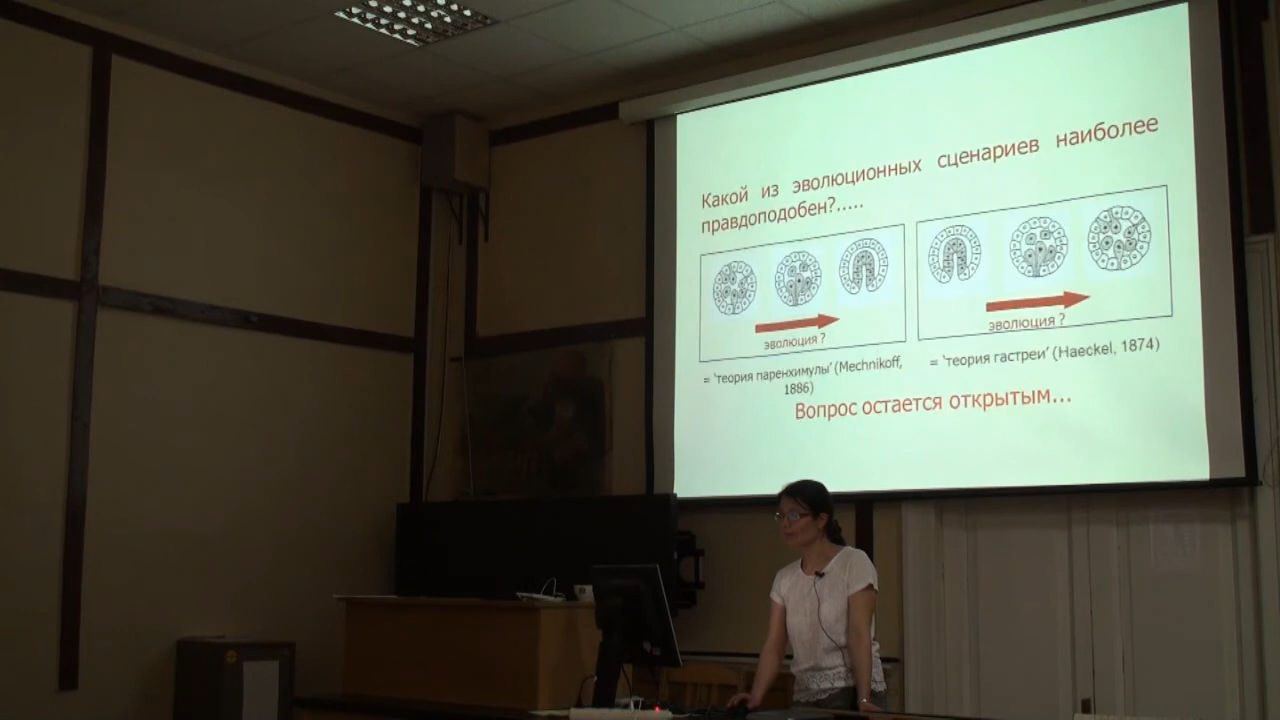 Какой из эволюционных сценариев наиболее
правдоподобен?.....
эволюция ?
= ‘теория паренхимулы’ (Mechnikoff,
1886)
эволюция ?
= ‘теория гастреи’ (Haeckel, 1874)
Вопрос остается открытым...